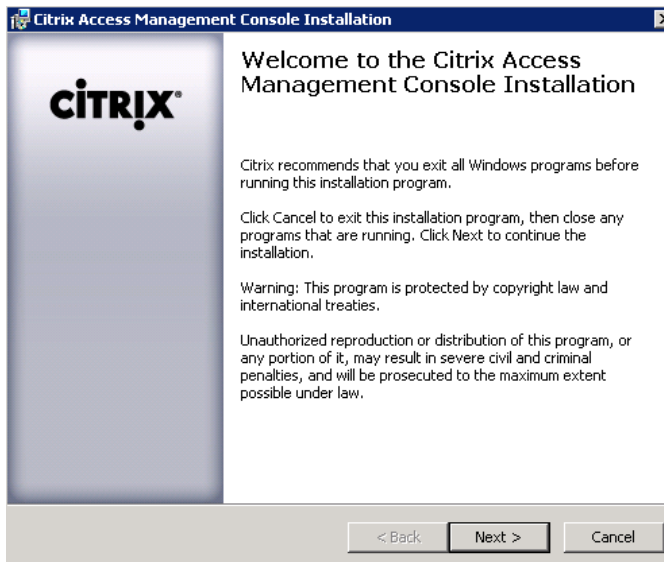 Citrix Access Management Console Installation
CİTRIX®
Welcome to the Citrix Access
Management Console Installation
Citrix recommends that you exit all Windows programs before
running this installation program.
Click Cancel to exit this installation program, then close any
programs that are running. Click Next to continue the
installation.
Warning: This program is protected by copyright law and
international treaties.
Unauthorized reproduction or distribution of this program, or
any portion of it, may result in severe civil and criminal
penalties, and will be prosecuted to the maximum extent
possible under law.
< Back
Next >
Cancel